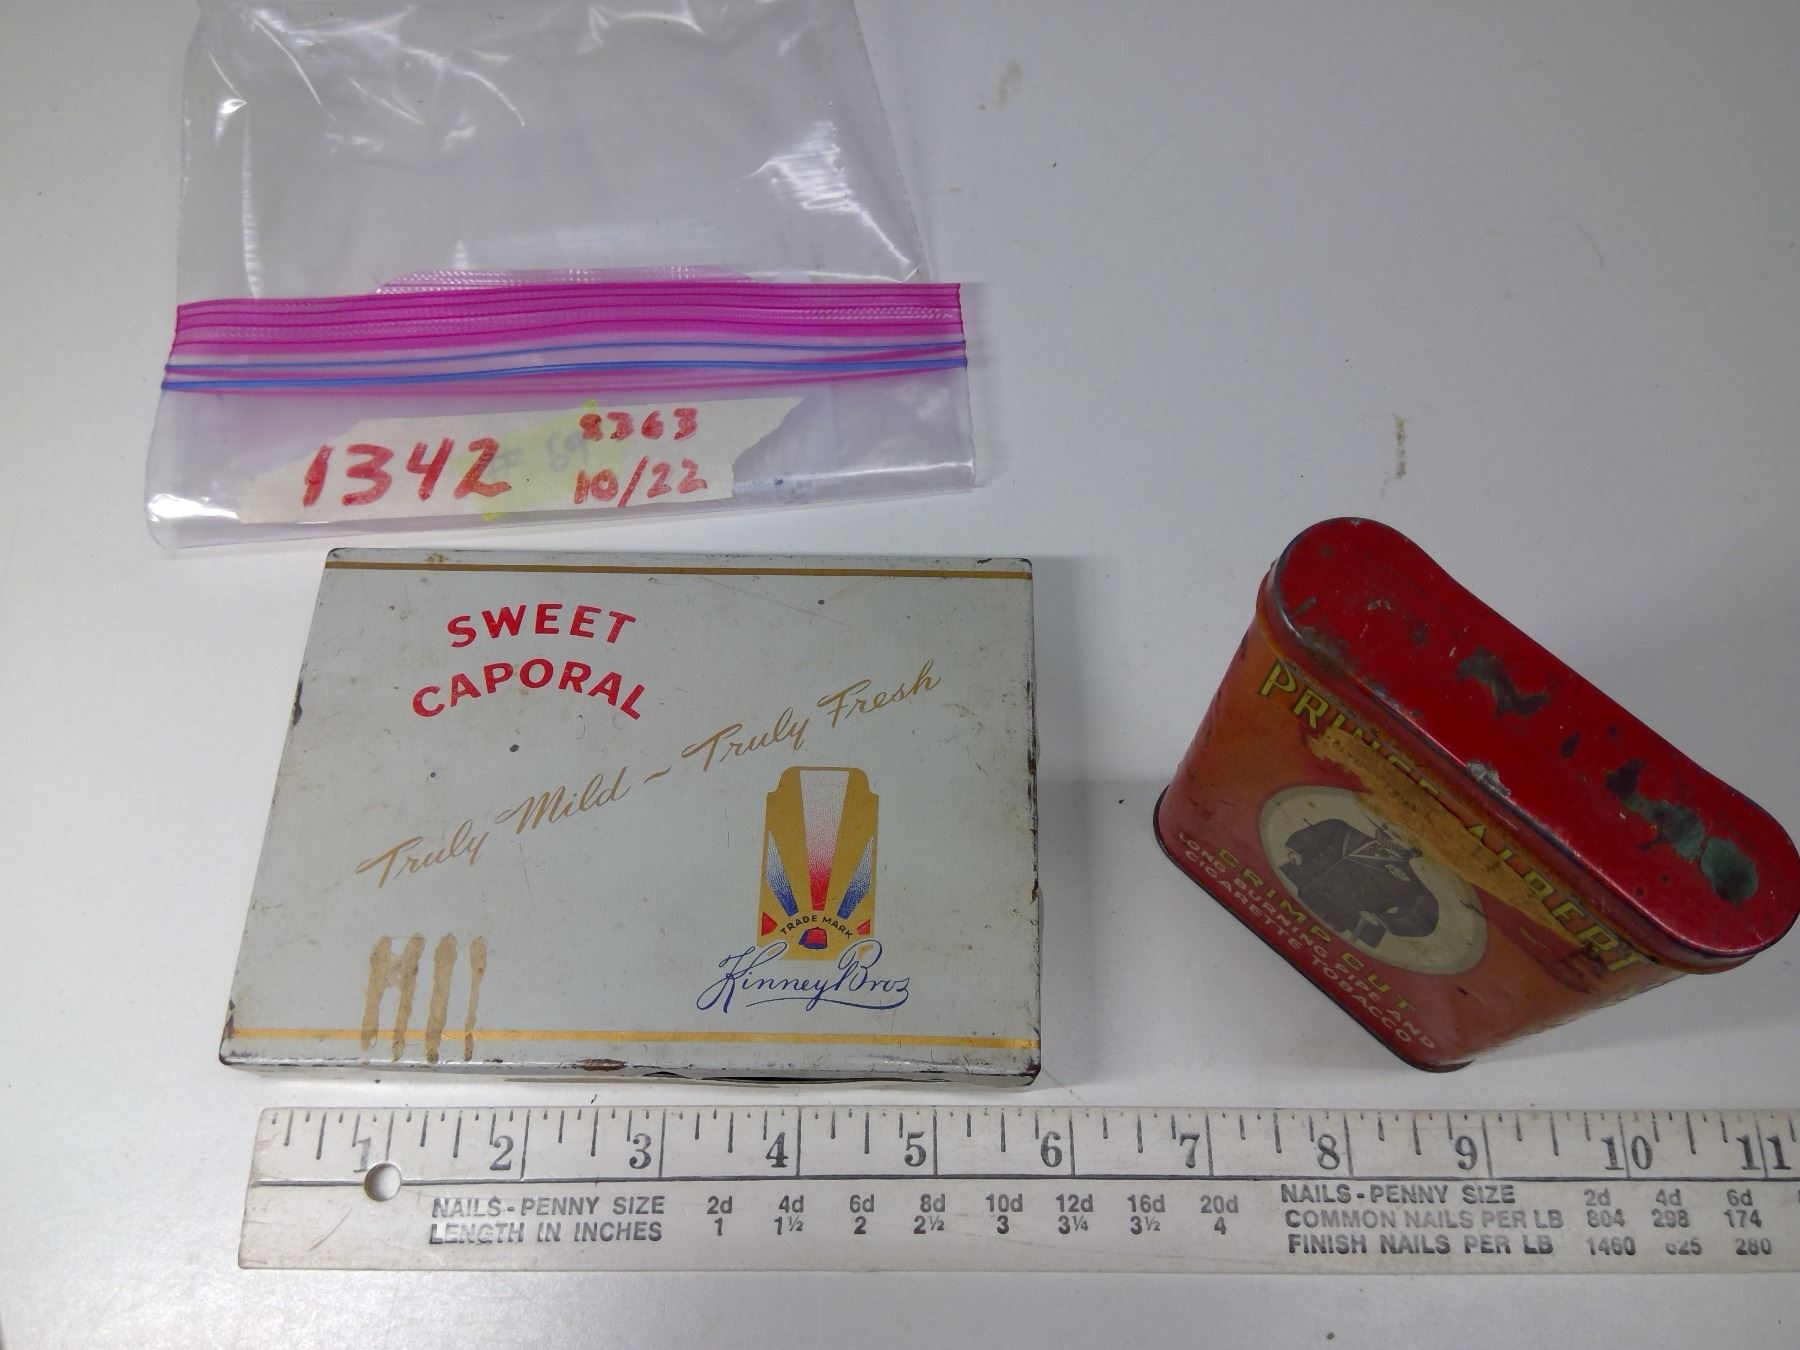 1342
8363
10/22
SWEET
CAPORAL
Truly Mild ~ Truly Fresh
TRADE MARK
Kinney Bros
PRINCE ALBERT
CRIMP CUT
LONG BURNING PIPE AND
CIGARETTE TOBACCO
1 2 3 4 5 6 7 8 9 10 11
NAILS-PENNY SIZE 2d 4d 6d 8d 10d 12d 16d 20d
LENGTH IN INCHES 1 1½ 2 2½ 3 3¼ 3½ 4
NAILS-PENNY SIZE 2d 4d 6d
COMMON NAILS PER LB 804 298 174
FINISH NAILS PER LB 1460 625 280